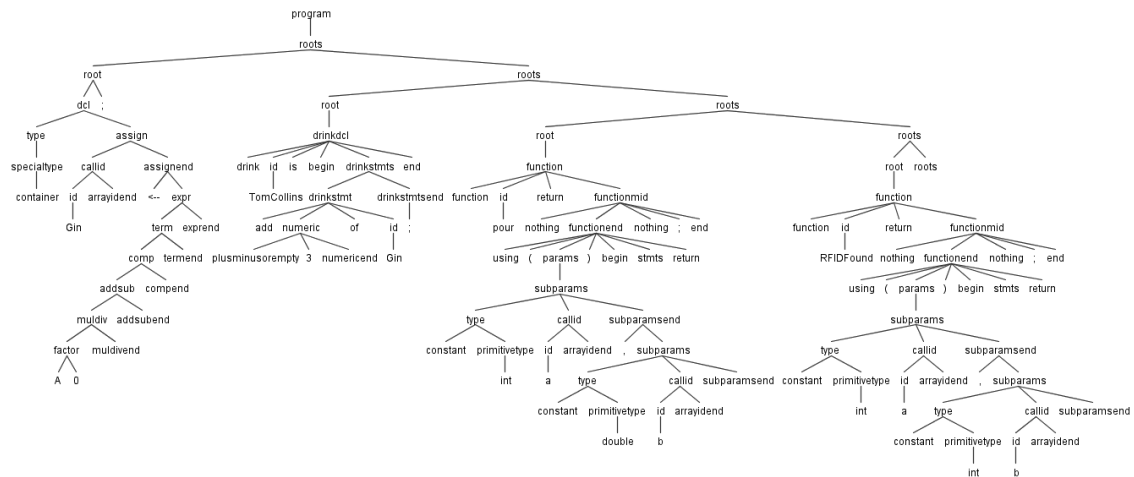 program
roots
root roots
dcl ; root roots
type assign drinkdcl root roots
specialtype callid assignend drink id is begin drinkstmts end function root roots
container id arrayidend <-- expr TomCollins drinkstmt drinkstmtsend function id return functionmid function
Gin term exprend add numeric of id ; pour nothing functionend nothing ; end function id return functionmid
comp termend plusminusorempty 3 numericend Gin using ( params ) begin stmts return RFIDFound nothing functionend nothing ; end
addsub compend subparams using ( params ) begin stmts return
muldiv addsubend type callid subparamsend subparams
factor muldivend constant primitivetype id arrayidend , subparams type callid subparamsend
A 0 int a type callid subparamsend constant primitivetype id arrayidend , subparams
constant primitivetype id arrayidend int a type callid subparamsend
double b constant primitivetype id arrayidend
int b